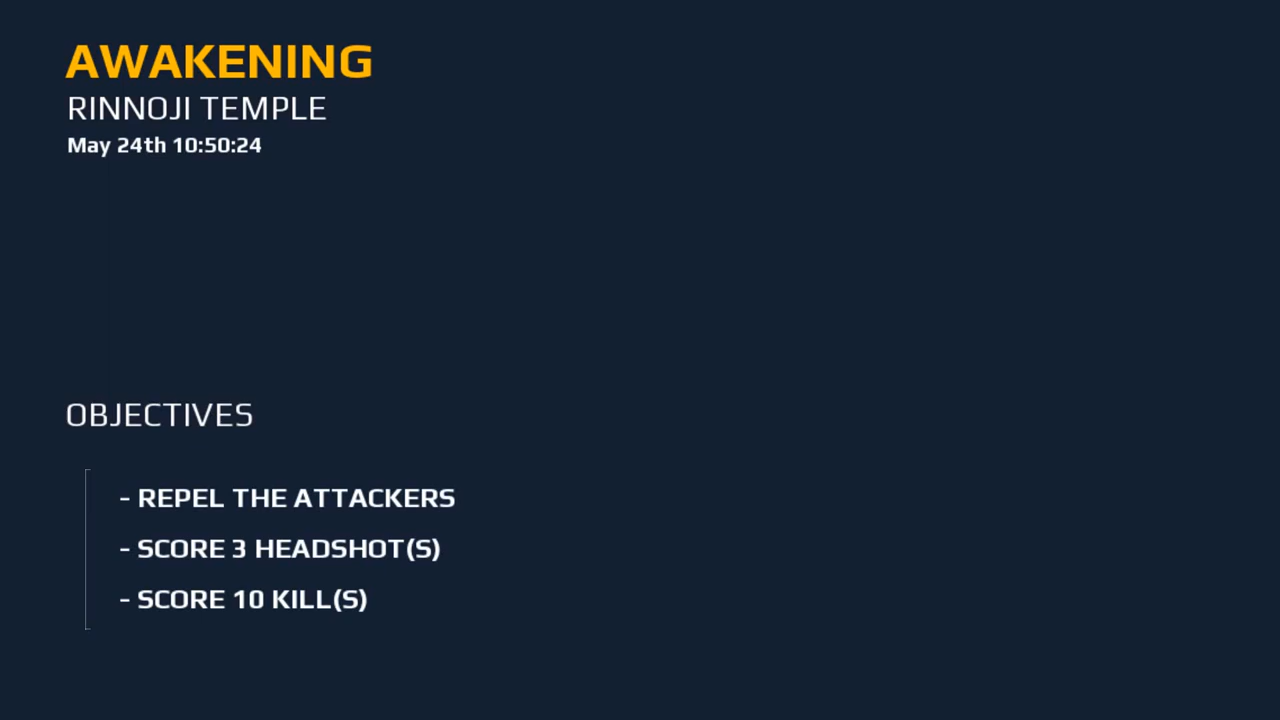 AWAKENING
RINNOJI TEMPLE
May 24th 10:50:24
OBJECTIVES
- REPEL THE ATTACKERS
- SCORE 3 HEADSHOT(S)
- SCORE 10 KILL(S)